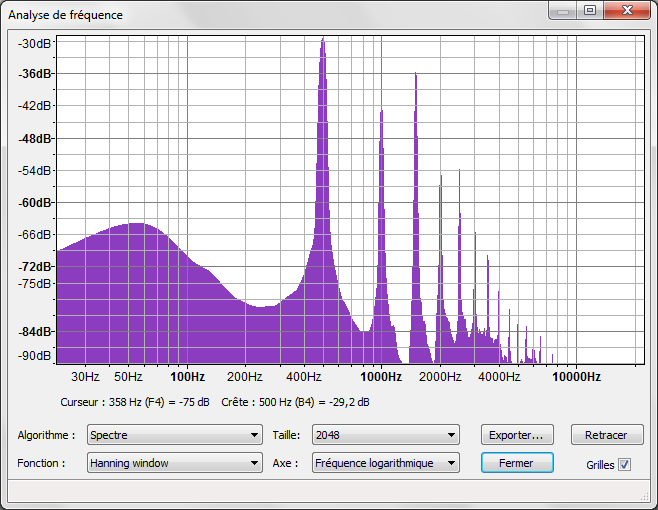 Analyse de fréquence
-30dB
-36dB
-42dB
-48dB
-54dB
-60dB
-66dB
-72dB
-75dB
-84dB
-90dB
30Hz 50Hz 100Hz 200Hz 400Hz 1000Hz 2000Hz 4000Hz 10000Hz
Curseur : 358 Hz (F4) = -75 dB Crête : 500 Hz (B4) = -29,2 dB
Algorithme : Spectre Taille: 2048 Exporter... Retracer
Fonction : Hanning window Axe : Fréquence logarithmique Fermer Grilles